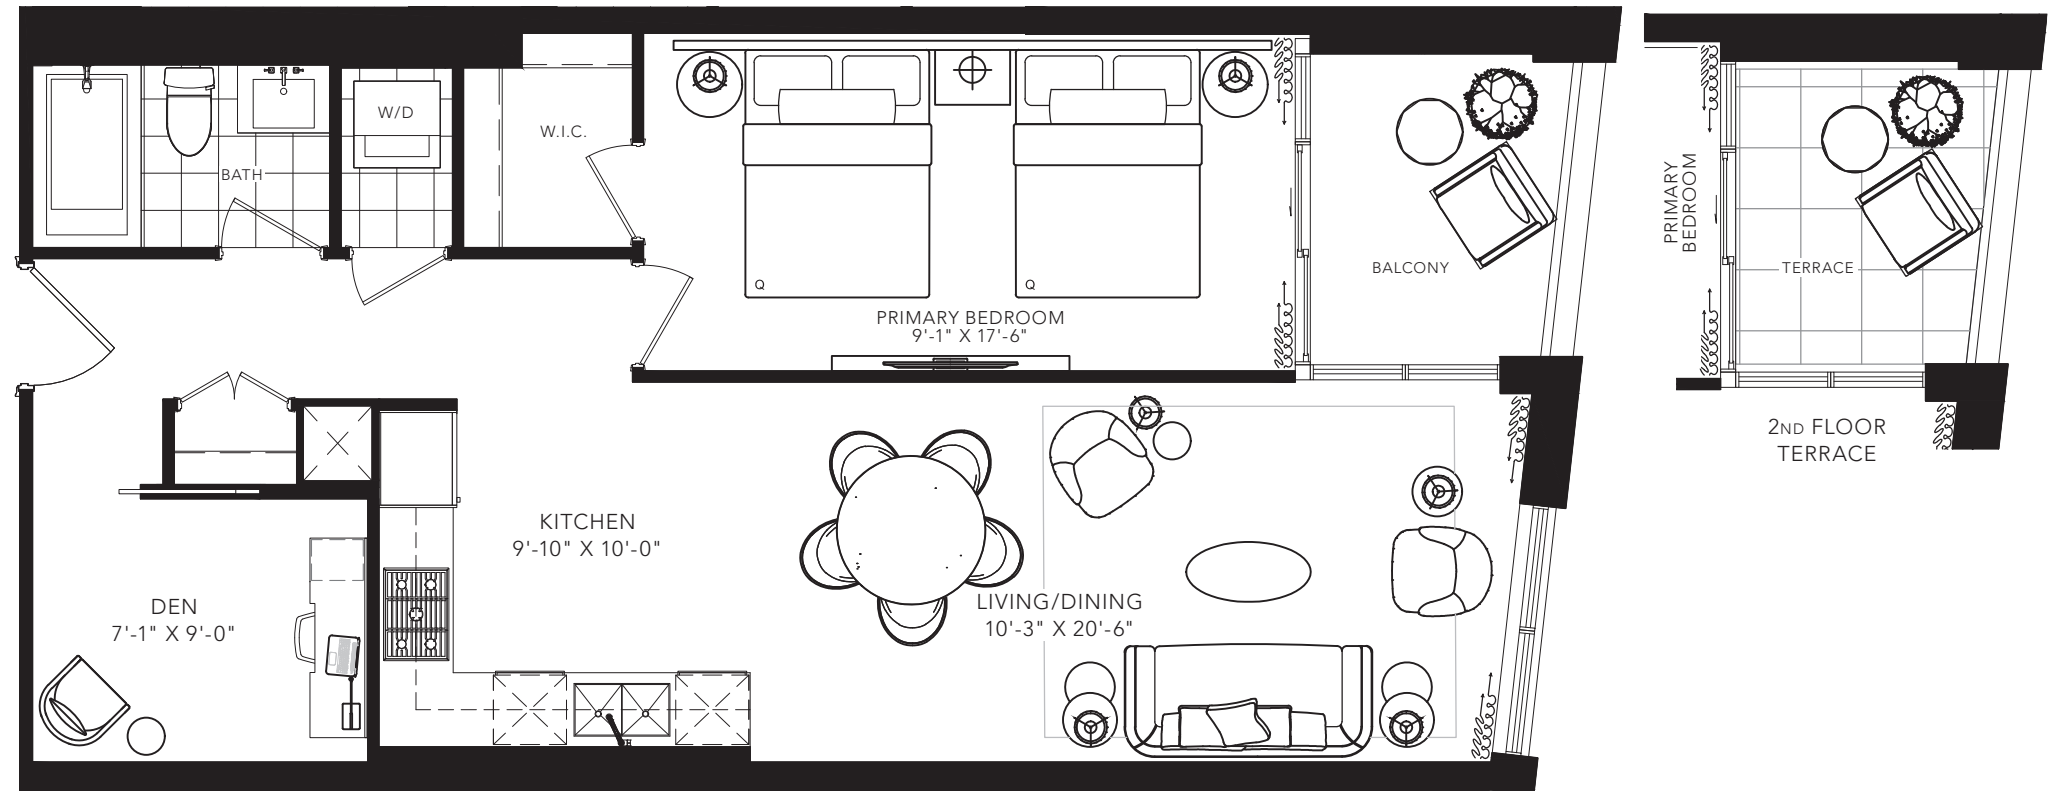 W/D
W.I.C.
BATH
Q
Q
BALCONY
PRIMARY BEDROOM
9'-1" X 17'-6"
KITCHEN
9'-10" X 10'-0"
DEN
7'-1" X 9'-0"
LIVING/DINING
10'-3" X 20'-6"
PRIMARY
BEDROOM
TERRACE
2ND FLOOR
TERRACE